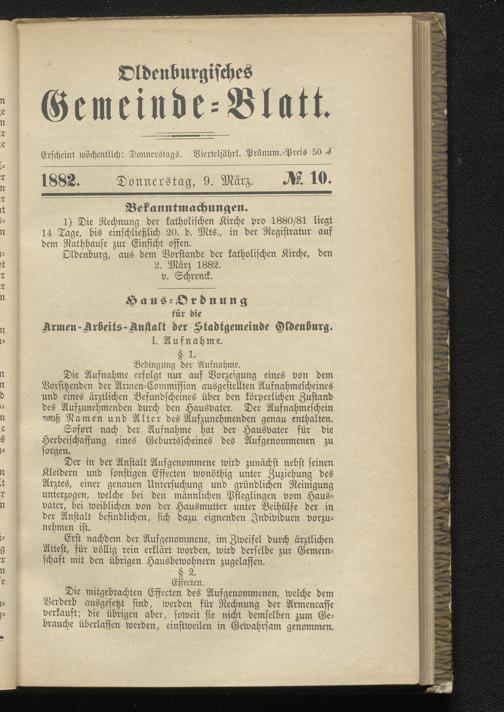 Oldenburgisches
Gemeinde-Blatt.
Erscheint wöchentlich: Donnerstags. Vierteljährl. Pränum.-Preis 50 ₰
1882. Donnerstag, 9. März. № 10.
Bekanntmachungen.
1) Die Rechnung der katholischen Kirche pro 1880/81 liegt
14 Tage, bis einschließlich 20. d. Mts., in der Registratur auf
dem Rathhause zur Einsicht offen.
Oldenburg, aus dem Vorstande der katholischen Kirche, den
2. März 1882.
v. Schrenck.
Haus-Ordnung
für die
Armen-Arbeits-Anstalt der Stadtgemeinde Oldenburg.
I. Aufnahme.
§ 1.
Bedingung der Aufnahme.
Die Aufnahme erfolgt nur auf Vorzeigung eines von dem
Vorsitzenden der Armen-Commission ausgestellten Aufnahmescheines
und eines ärztlichen Befundscheines über den körperlichen Zustand
des Aufzunehmenden durch den Hausvater. Der Aufnahmeschein
muß Namen und Alter des Aufzunehmenden genau enthalten.
Sofort nach der Aufnahme hat der Hausvater für die
Herbeischaffung eines Geburtsscheines des Aufgenommenen zu
sorgen.
Der in der Anstalt Aufgenommene wird zunächst nebst seinen
Kleidern und sonstigen Effecten womöthig unter Zuziehung des
Arztes, einer genauen Untersuchung und gründlichen Reinigung
unterzogen, welche bei den männlichen Pfleglingen vom Haus-
vater, bei weiblichen von der Hausmutter unter Beihülfe der in
der Anstalt befindlichen, sich dazu eignenden Individuen vorzu-
nehmen ist.
Erst nachdem der Aufgenommene, im Zweifel durch ärztlichen
Attest, für völlig rein erklärt worden, wird derselbe zur Gemein-
schaft mit den übrigen Hausbewohnern zugelassen.
§ 2.
Effecten.
Die mitgebrachten Effecten des Aufgenommenen, welche dem
Verderb ausgesetzt sind, werden für Rechnung der Armencasse
verkauft; die übrigen aber, soweit sie nicht demselben zum Ge-
brauche überlassen werden, einstweilen in Gewahrsam genommen.